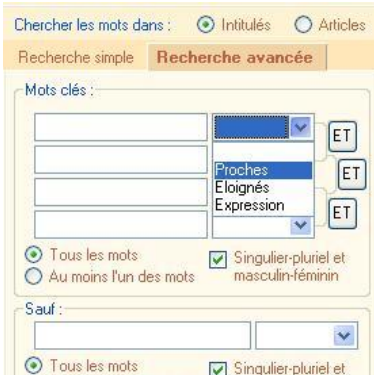 Chercher les mots dans : Intitulés Articles
Recherche simple Recherche avancée
Mots clés :
ET
Proches
ET
Eloignés
Expression
ET
Tous les mots
Au moins l'un des mots
Singulier-pluriel et
masculin-féminin
Sauf :
Tous les mots
Singulier-pluriel et